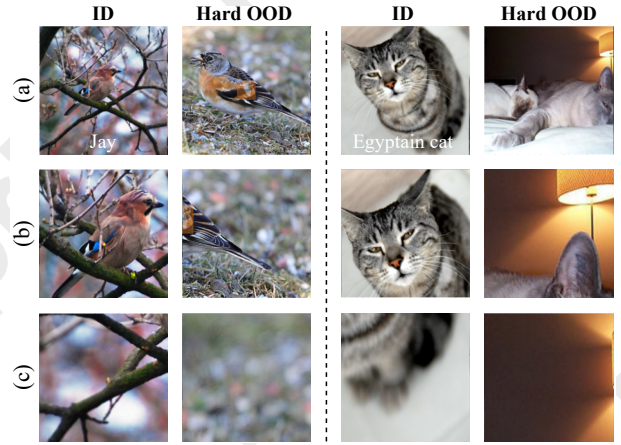 ID Hard OOD ID Hard OOD
(a)
Jay Egyptain cat
(b)
(c)